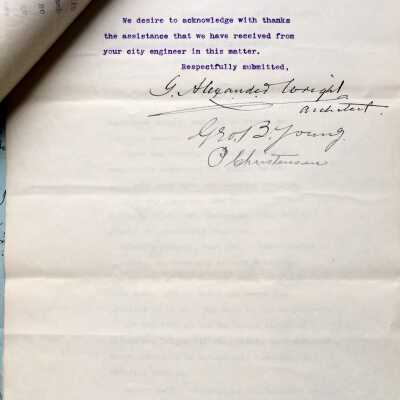 We desire to acknowledge with thanks
the assistance that we have received from
your city engineer in this matter.
Respectfully submitted,
G. Alexander Wright
Architect.
Geo. B. Young.
P Christensen